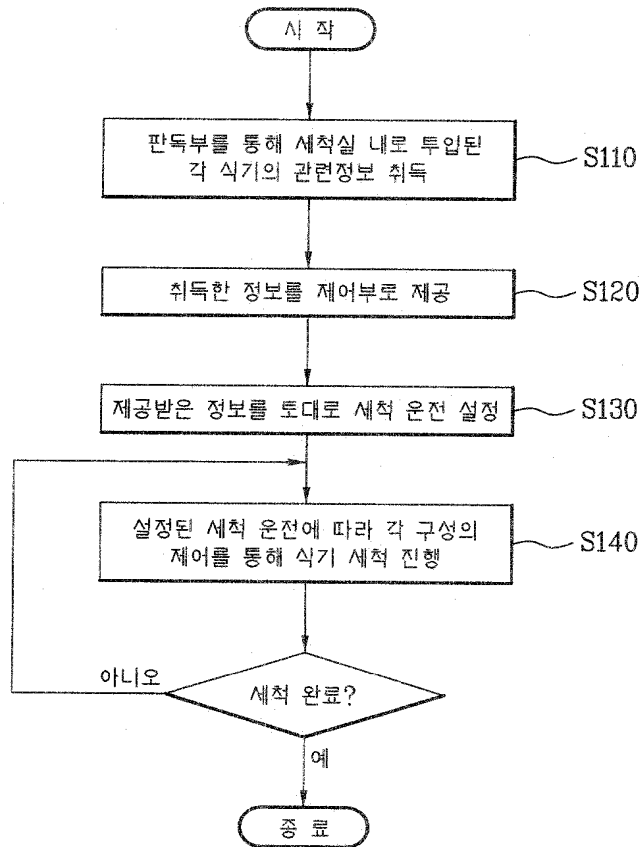 시 작
판독부를 통해 세척실 내로 투입된
각 식기의 관련정보 취득
S110
취득한 정보를 제어부로 제공
S120
제공받은 정보를 토대로 세척 운전 설정
S130
설정된 세척 운전에 따라 각 구성의
제어를 통해 식기 세척 진행
S140
아니오
세척 완료?
예
종 료